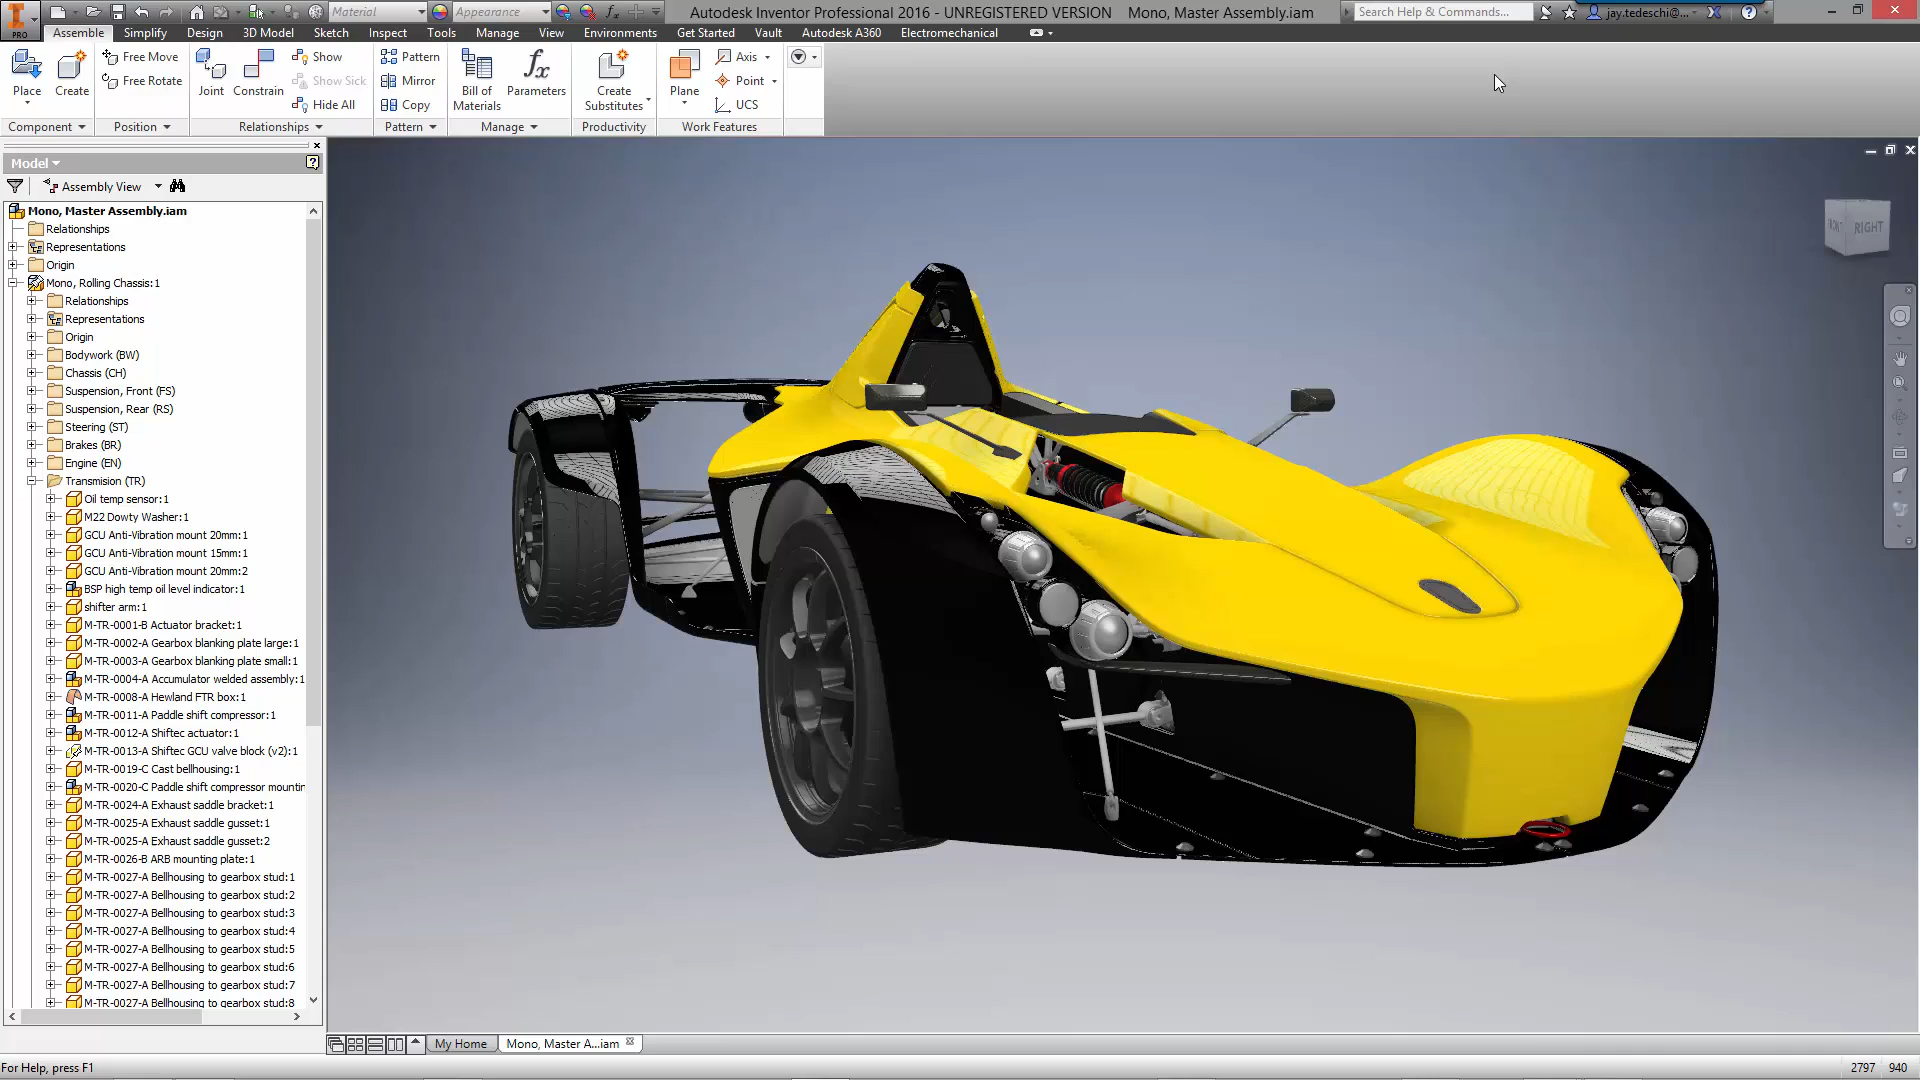 Material
Appearance
Autodesk Inventor Professional 2016 - UNREGISTERED VERSION Mono, Master Assembly.iam
Search Help & Commands...
jay.tedeschi@...
PRO
Assemble Simplify Design 3D Model Sketch Inspect Tools Manage View Environments Get Started Vault Autodesk A360 Electromechanical
Place
Create
Free Move
Free Rotate
Joint
Constrain
Show
Show Sick
Hide All
Pattern
Mirror
Copy
Bill of
Materials
Parameters
Create
Substitutes
Plane
Axis
Point
UCS
Component Position Relationships Pattern Manage Productivity Work Features
Model
Assembly View
Mono, Master Assembly.iam
Relationships
Representations
Origin
Mono, Rolling Chassis:1
Relationships
Representations
Origin
Bodywork (BW)
Chassis (CH)
Suspension, Front (FS)
Suspension, Rear (RS)
Steering (ST)
Brakes (BR)
Engine (EN)
Transmision (TR)
Oil temp sensor:1
M22 Dowty Washer:1
GCU Anti-Vibration mount 20mm:1
GCU Anti-Vibration mount 15mm:1
GCU Anti-Vibration mount 20mm:2
BSP high temp oil level indicator:1
shifter arm:1
M-TR-0001-B Actuator bracket:1
M-TR-0002-A Gearbox blanking plate large:1
M-TR-0003-A Gearbox blanking plate small:1
M-TR-0004-A Accumulator welded assembly:1
M-TR-0008-A Hewland FTR box:1
M-TR-0011-A Paddle shift compressor:1
M-TR-0012-A Shiftec actuator:1
M-TR-0013-A Shiftec GCU valve block (v2):1
M-TR-0019-C Cast bellhousing:1
M-TR-0020-C Paddle shift compressor mountin
M-TR-0024-A Exhaust saddle bracket:1
M-TR-0025-A Exhaust saddle gusset:1
M-TR-0025-A Exhaust saddle gusset:2
M-TR-0026-B ARB mounting plate:1
M-TR-0027-A Bellhousing to gearbox stud:1
M-TR-0027-A Bellhousing to gearbox stud:2
M-TR-0027-A Bellhousing to gearbox stud:3
M-TR-0027-A Bellhousing to gearbox stud:4
M-TR-0027-A Bellhousing to gearbox stud:5
M-TR-0027-A Bellhousing to gearbox stud:6
M-TR-0027-A Bellhousing to gearbox stud:7
M-TR-0027-A Bellhousing to gearbox stud:8
FRONT RIGHT
My Home
Mono, Master A...iam
For Help, press F1
2797 940